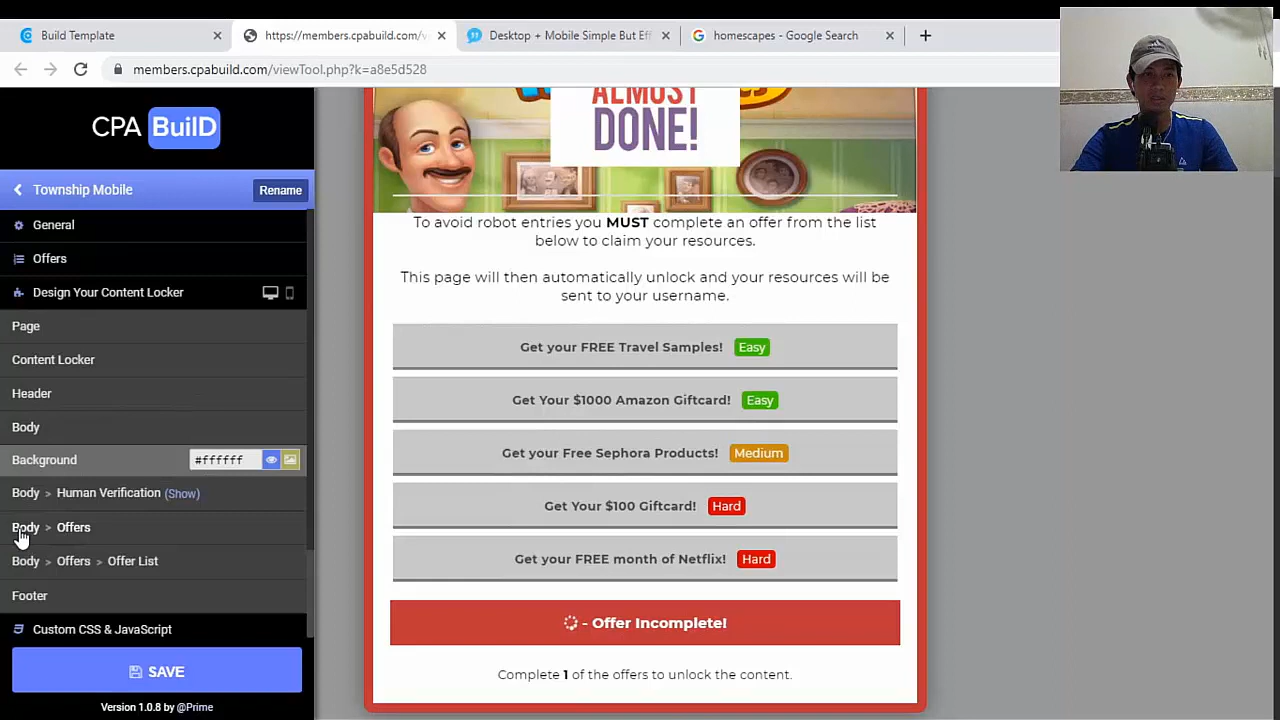 Build Template
https://members.cpabuild.com/v
Desktop + Mobile Simple But Eff
homescapes - Google Search
members.cpabuild.com/viewTool.php?k=a8e5d528
CPA BuilD
Township Mobile
Rename
General
Offers
Design Your Content Locker
Page
Content Locker
Header
Body
Background
#ffffff
Body > Human Verification (Show)
Body > Offers
Body > Offers > Offer List
Footer
Custom CSS & JavaScript
SAVE
Version 1.0.8 by @Prime
ALMOST
DONE!
To avoid robot entries you MUST complete an offer from the list
below to claim your resources.
This page will then automatically unlock and your resources will be
sent to your username.
Get your FREE Travel Samples! Easy
Get Your $1000 Amazon Giftcard! Easy
Get your Free Sephora Products! Medium
Get Your $100 Giftcard! Hard
Get your FREE month of Netflix! Hard
- Offer Incomplete!
Complete 1 of the offers to unlock the content.